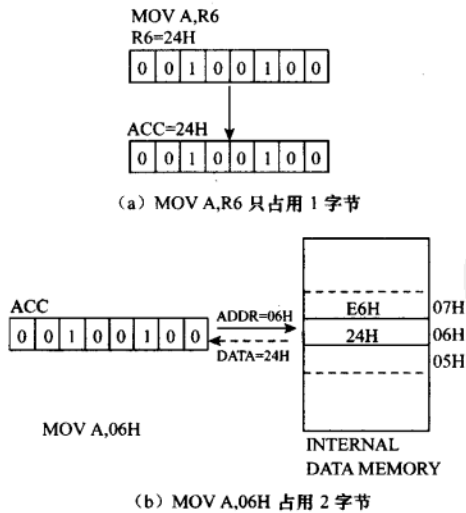 MOV A,R6
R6=24H
0 0 1 0 0 1 0 0
ACC=24H
0 0 1 0 0 1 0 0
（a）MOV A,R6 只占用 1 字节
ACC
0 0 1 0 0 1 0 0
ADDR=06H
DATA=24H
E6H 07H
24H 06H
05H
MOV A,06H
INTERNAL
DATA MEMORY
（b）MOV A,06H 占用 2 字节